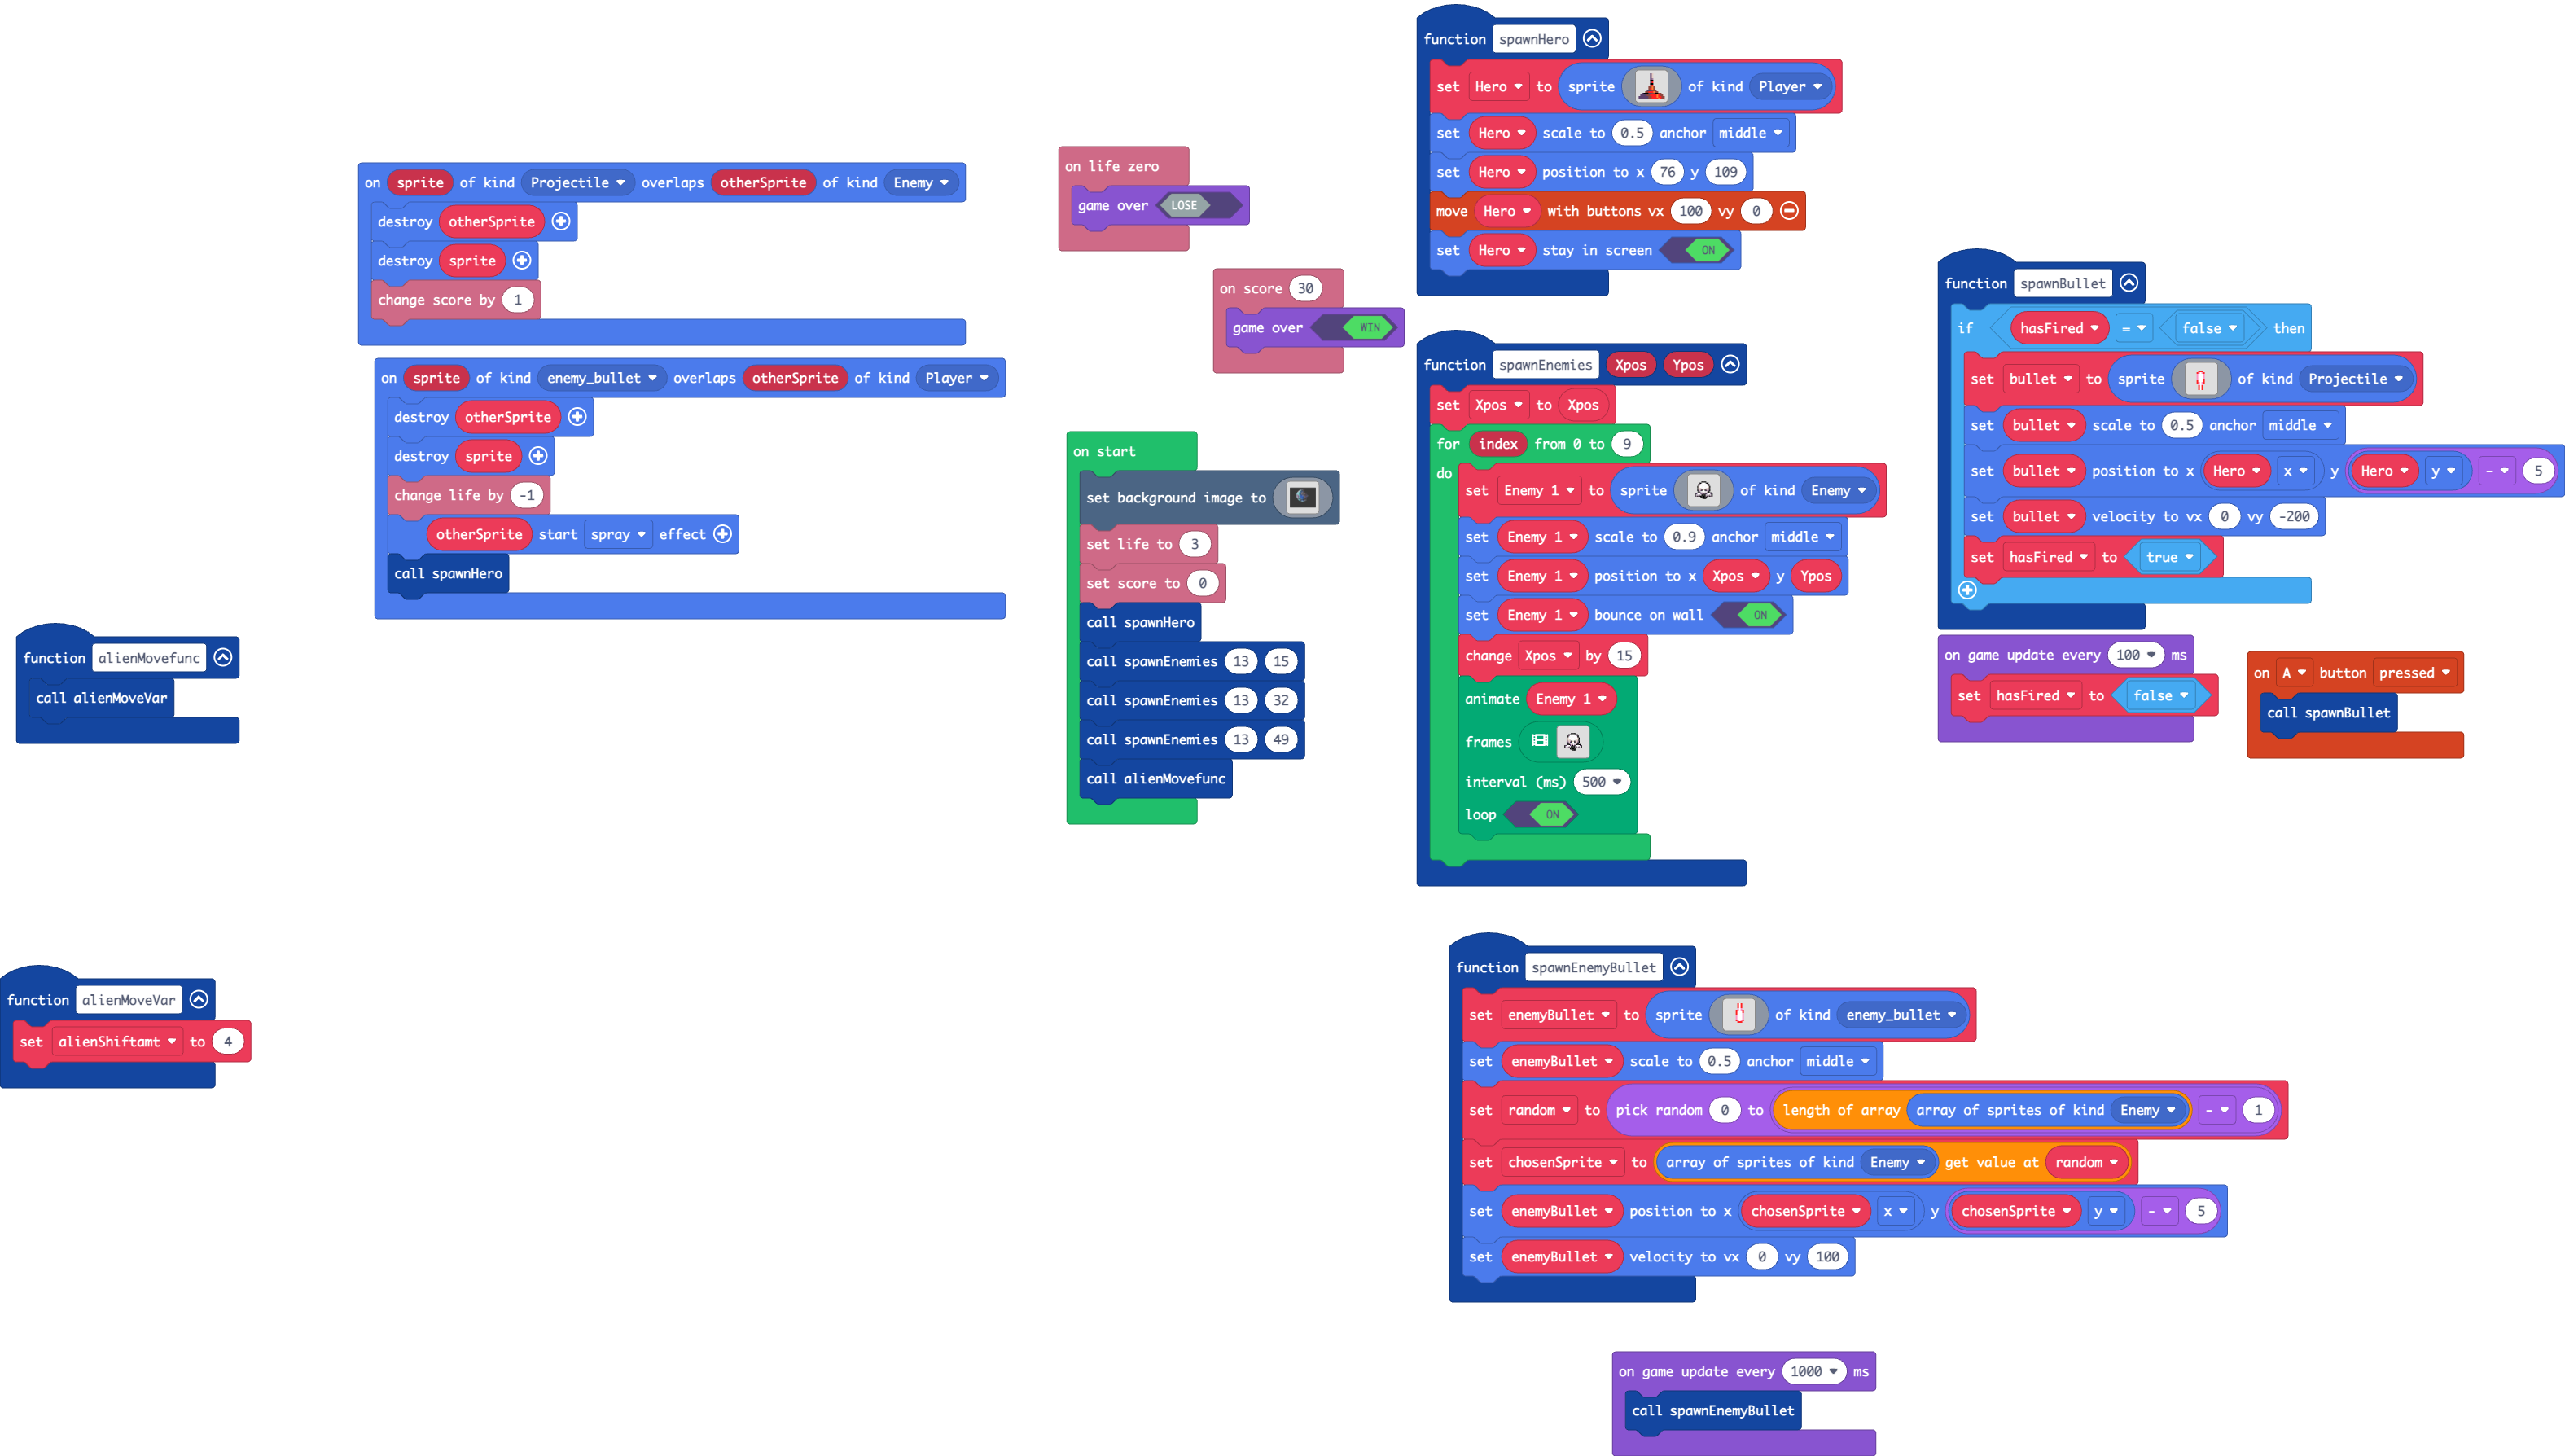 on sprite of kind Projectile overlaps otherSprite of kind Enemy
destroy otherSprite
destroy sprite
change score by 1
on sprite of kind enemy_bullet overlaps otherSprite of kind Player
destroy otherSprite
destroy sprite
change life by -1
otherSprite start spray effect
call spawnHero
function alienMovefunc
call alienMoveVar
function alienMoveVar
set alienShiftamt to 4
on life zero
game over LOSE
on score 30
game over WIN
on start
set background image to
set life to 3
set score to 0
call spawnHero
call spawnEnemies 13 15
call spawnEnemies 13 32
call spawnEnemies 13 49
call alienMovefunc
function spawnHero
set Hero to sprite of kind Player
set Hero scale to 0.5 anchor middle
set Hero position to x 76 y 109
move Hero with buttons vx 100 vy 0
set Hero stay in screen ON
function spawnEnemies Xpos Ypos
set Xpos to Xpos
for index from 0 to 9
do
set Enemy 1 to sprite of kind Enemy
set Enemy 1 scale to 0.9 anchor middle
set Enemy 1 position to x Xpos y Ypos
set Enemy 1 bounce on wall ON
change Xpos by 15
animate Enemy 1
frames
interval (ms) 500
loop ON
function spawnBullet
if hasFired = false then
set bullet to sprite of kind Projectile
set bullet scale to 0.5 anchor middle
set bullet position to x Hero x y Hero y - 5
set bullet velocity to vx 0 vy -200
set hasFired to true
on game update every 100 ms
set hasFired to false
on A button pressed
call spawnBullet
function spawnEnemyBullet
set enemyBullet to sprite of kind enemy_bullet
set enemyBullet scale to 0.5 anchor middle
set random to pick random 0 to length of array array of sprites of kind Enemy - 1
set chosenSprite to array of sprites of kind Enemy get value at random
set enemyBullet position to x chosenSprite x y chosenSprite y - 5
set enemyBullet velocity to vx 0 vy 100
on game update every 1000 ms
call spawnEnemyBullet